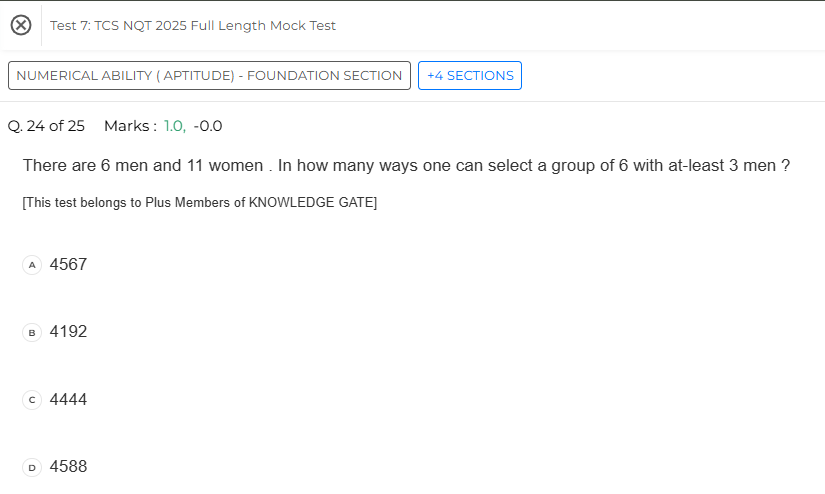 Test 7: TCS NQT 2025 Full Length Mock Test
NUMERICAL ABILITY ( APTITUDE) - FOUNDATION SECTION
+4 SECTIONS
Q. 24 of 25 Marks : 1.0, -0.0
There are 6 men and 11 women . In how many ways one can select a group of 6 with at-least 3 men ?
[This test belongs to Plus Members of KNOWLEDGE GATE]
A 4567
B 4192
C 4444
D 4588